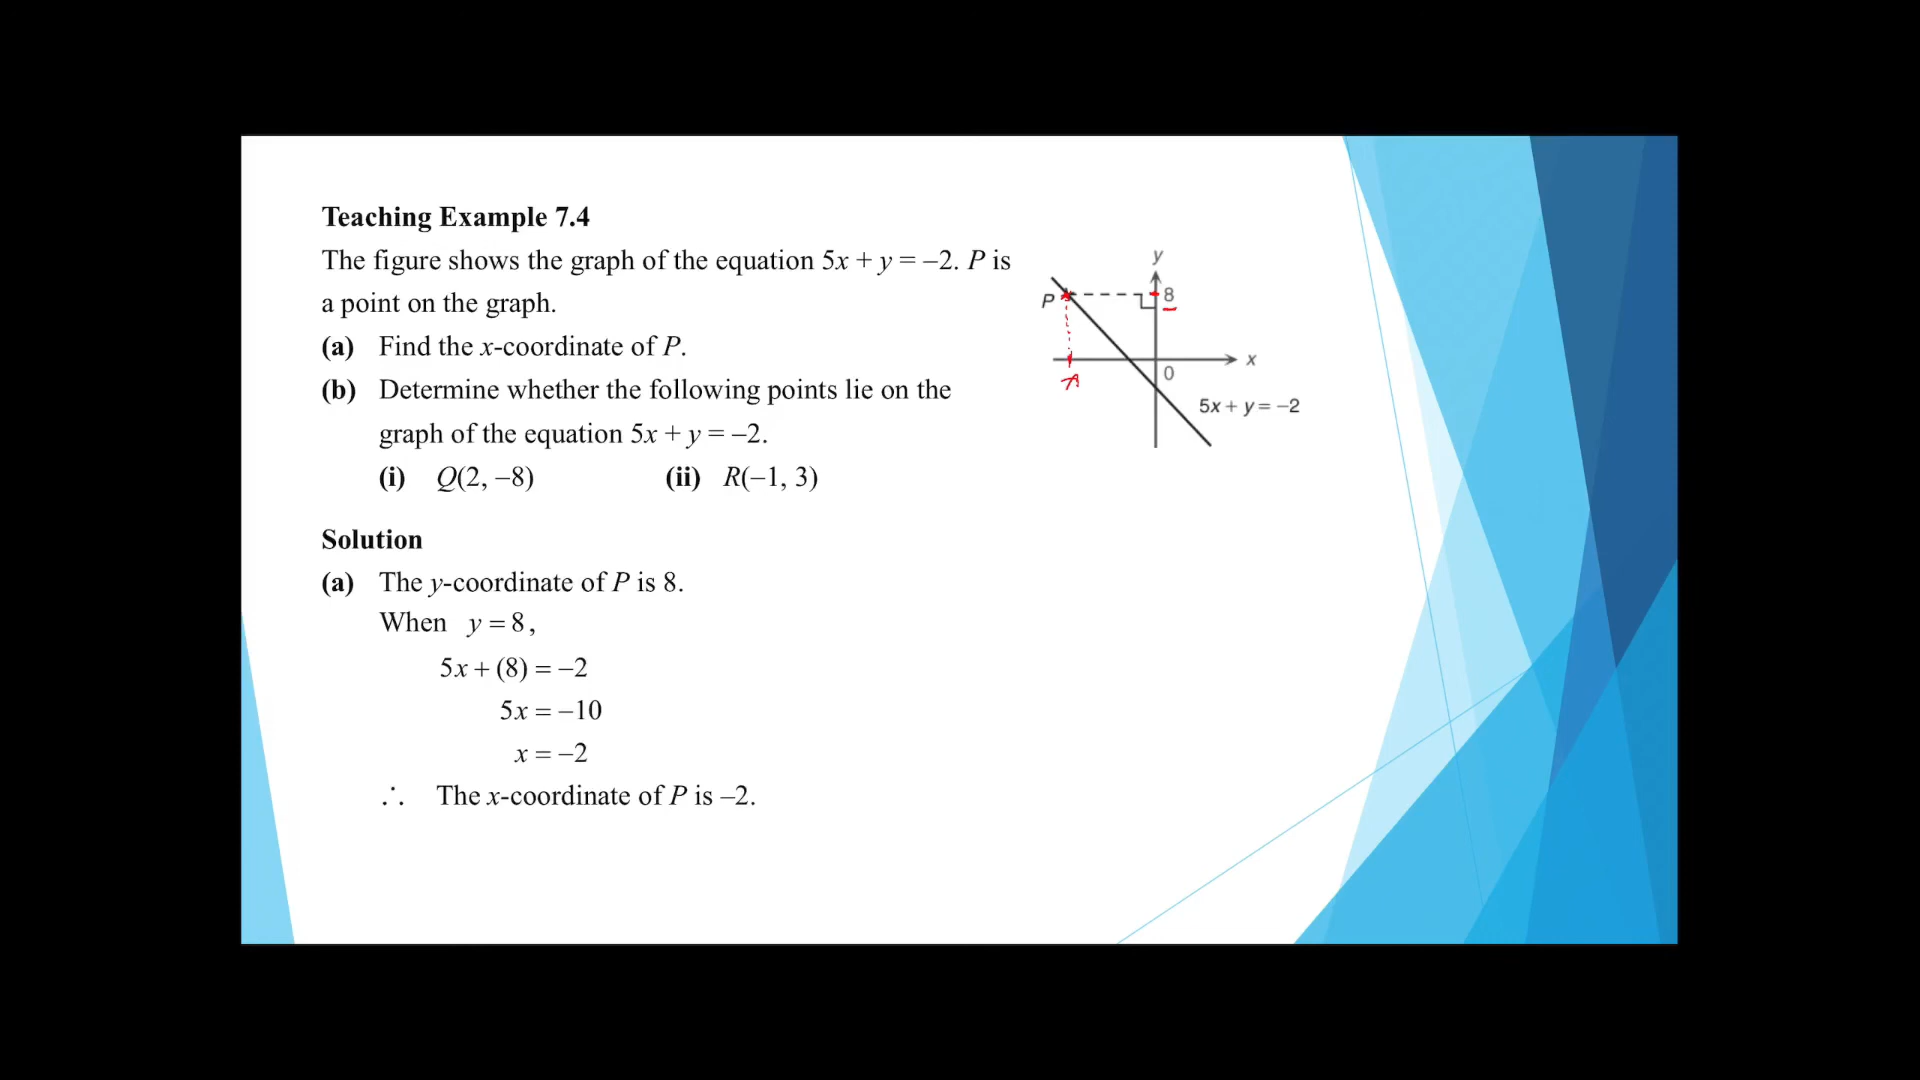 Teaching Example 7.4
The figure shows the graph of the equation 5x + y = –2. P is
a point on the graph.
(a) Find the x-coordinate of P.
(b) Determine whether the following points lie on the
graph of the equation 5x + y = –2.
(i) Q(2, –8) (ii) R(–1, 3)
y
P 8
x
0
5x + y = –2
Solution
(a) The y-coordinate of P is 8.
When y = 8,
5x + (8) = –2
5x = –10
x = –2
∴ The x-coordinate of P is –2.